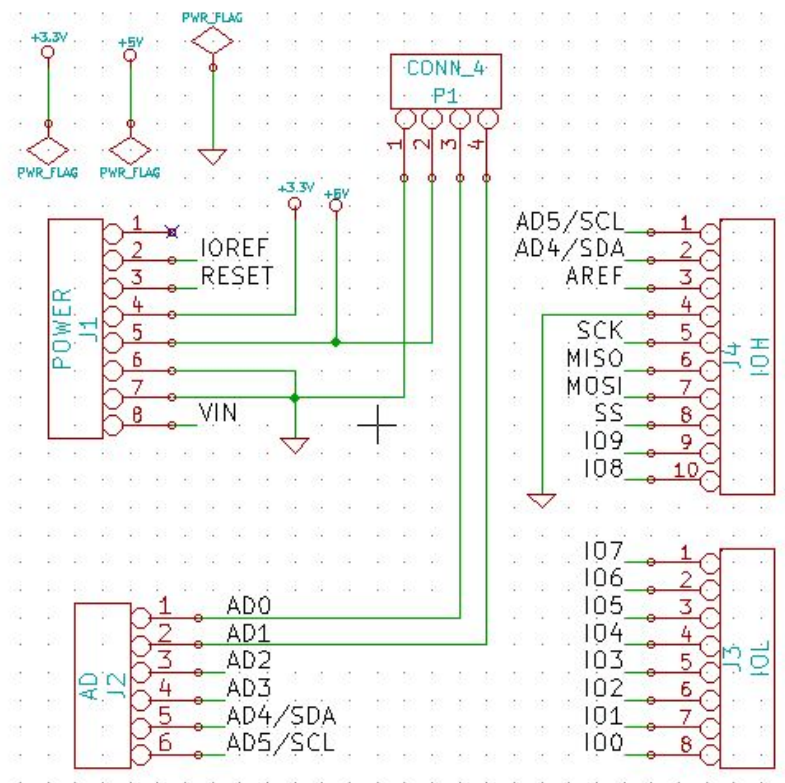 PWR_FLAG
+3.3V
+5V
PWR_FLAG
PWR_FLAG
CONN_4
P1
1
2
3
4
+3.3V
+5V
POWER
J1
1
2 IOREF
3 RESET
4
5
6
7
8 VIN
AD5/SCL 1
AD4/SDA 2
AREF 3
4
SCK 5
MISO 6
MOSI 7
SS 8
IO9 9
IO8 10
J4
IOH
AD
J2
1 AD0
2 AD1
3 AD2
4 AD3
5 AD4/SDA
6 AD5/SCL
IO7 1
IO6 2
IO5 3
IO4 4
IO3 5
IO2 6
IO1 7
IO0 8
J3
IOL